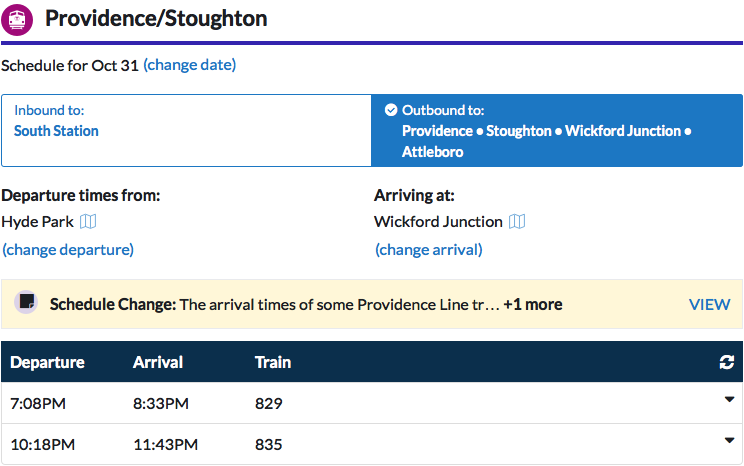 Providence/Stoughton
Schedule for Oct 31 (change date)
Inbound to:
South Station
Outbound to:
Providence • Stoughton • Wickford Junction •
Attleboro
Departure times from:
Hyde Park
(change departure)
Arriving at:
Wickford Junction
(change arrival)
Schedule Change: The arrival times of some Providence Line tr… +1 more VIEW
Departure Arrival Train
7:08PM 8:33PM 829
10:18PM 11:43PM 835